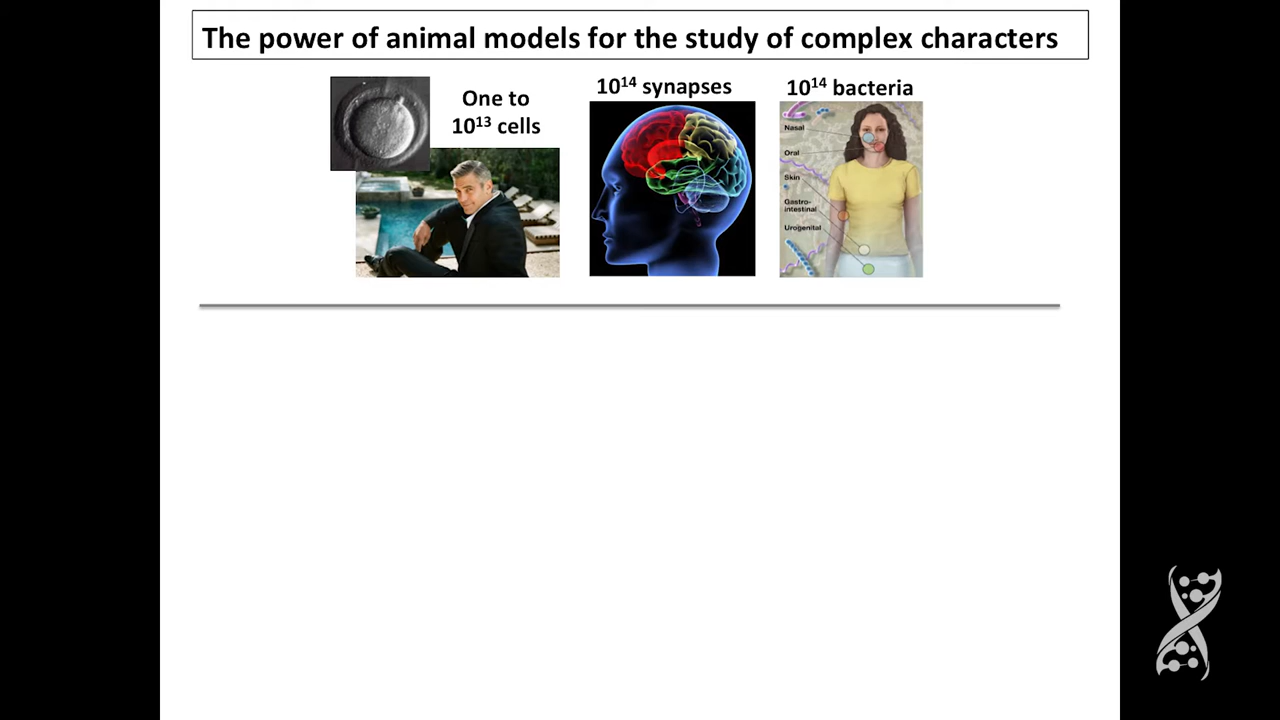 The power of animal models for the study of complex characters
One to
10¹³ cells
10¹⁴ synapses
10¹⁴ bacteria
Nasal
Oral
Skin
Gastro-
intestinal
Urogenital